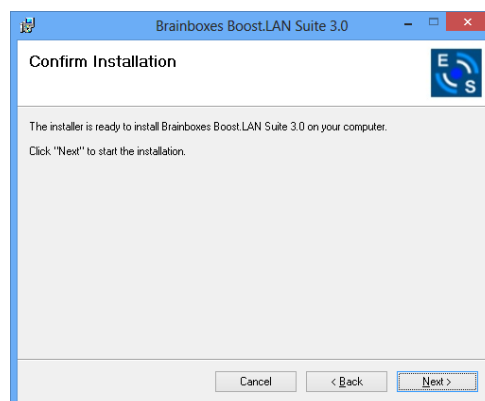 Brainboxes Boost.LAN Suite 3.0
Confirm Installation
E
S
The installer is ready to install Brainboxes Boost.LAN Suite 3.0 on your computer.
Click "Next" to start the installation.
Cancel
< Back
Next >